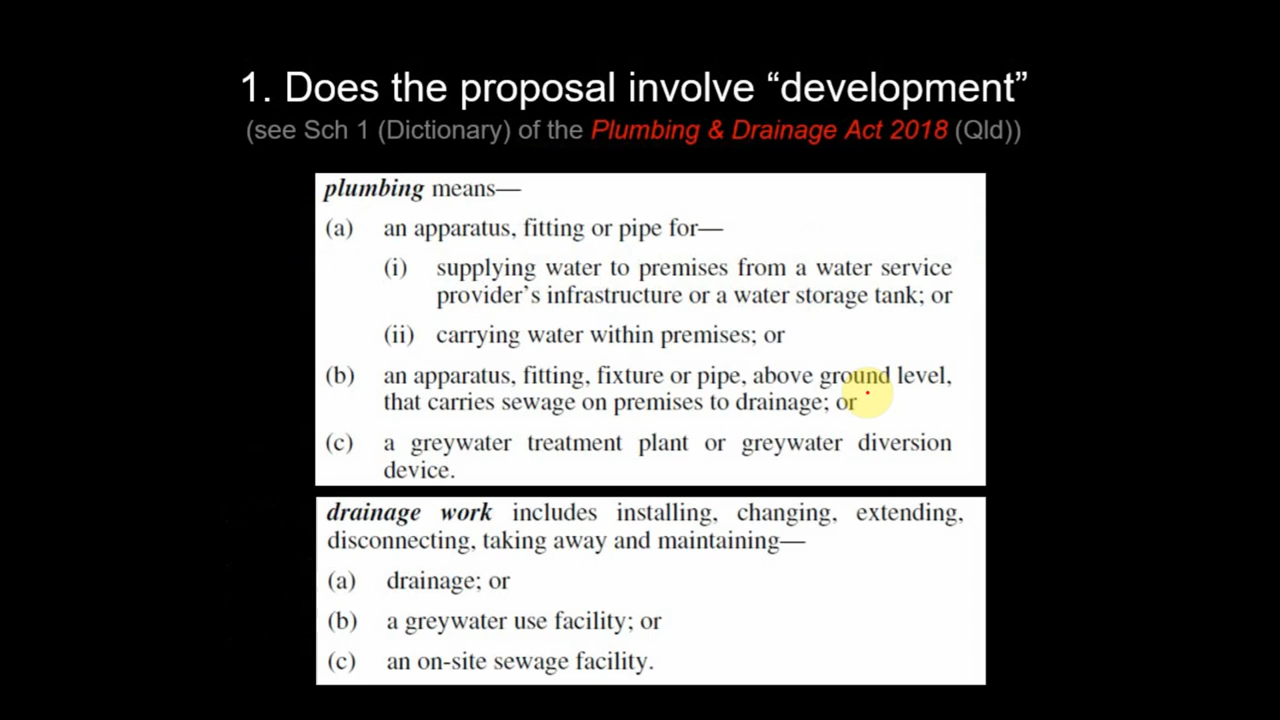 1. Does the proposal involve “development”
(see Sch 1 (Dictionary) of the Plumbing & Drainage Act 2018 (Qld))
plumbing means—
(a) an apparatus, fitting or pipe for—
(i) supplying water to premises from a water service
provider’s infrastructure or a water storage tank; or
(ii) carrying water within premises; or
(b) an apparatus, fitting, fixture or pipe, above ground level,
that carries sewage on premises to drainage; or
(c) a greywater treatment plant or greywater diversion
device.
drainage work includes installing, changing, extending,
disconnecting, taking away and maintaining—
(a) drainage; or
(b) a greywater use facility; or
(c) an on-site sewage facility.